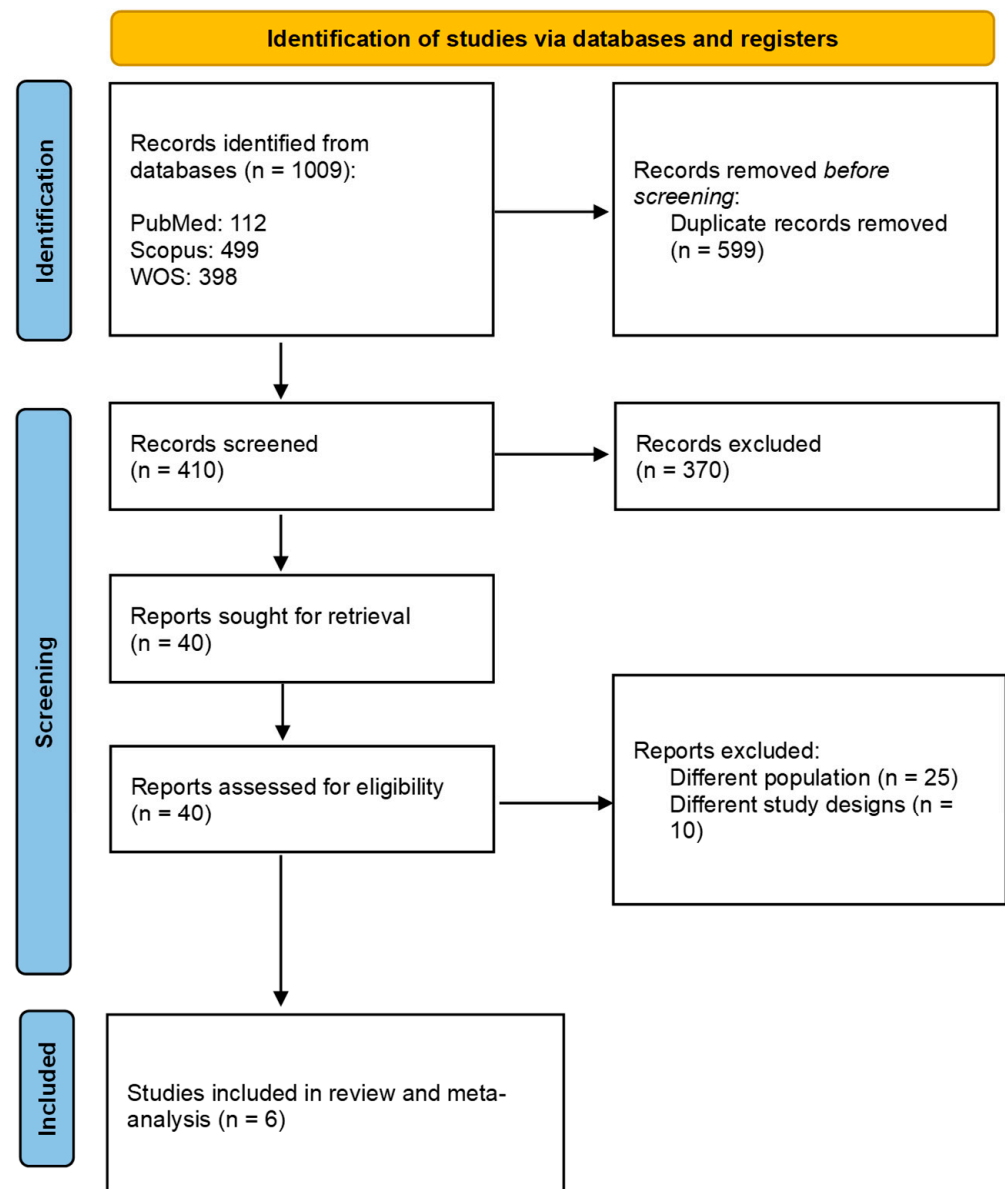 Identification of studies via databases and registers
Identification
Records identified from
databases (n = 1009):
PubMed: 112
Scopus: 499
WOS: 398
Records removed before
screening:
Duplicate records removed
(n = 599)
Screening
Records screened
(n = 410)
Records excluded
(n = 370)
Reports sought for retrieval
(n = 40)
Reports assessed for eligibility
(n = 40)
Reports excluded:
Different population (n = 25)
Different study designs (n =
10)
Included
Studies included in review and meta-
analysis (n = 6)